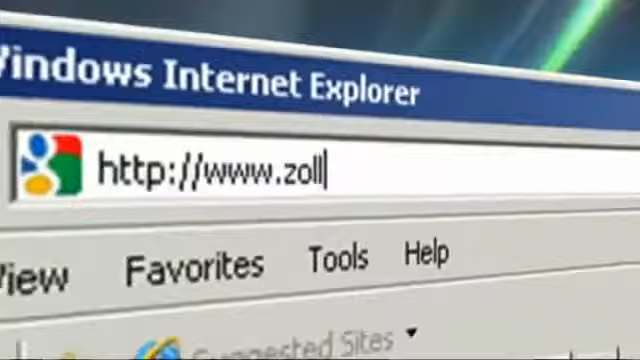 Windows Internet Explorer
http://www.zoll
View Favorites Tools Help
Suggested Sites